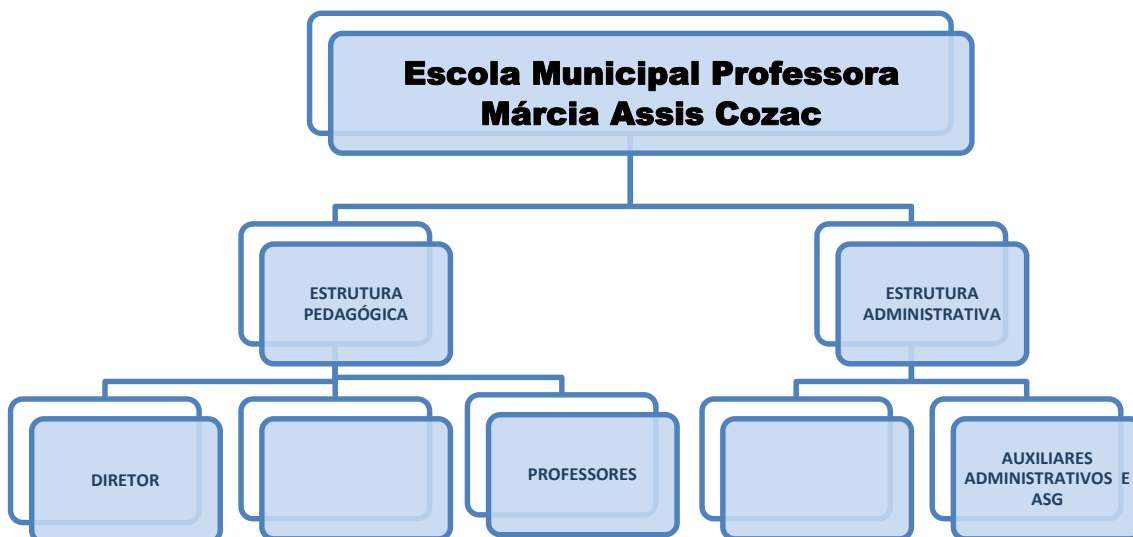 Escola Municipal Professora
Márcia Assis Cozac
ESTRUTURA
PEDAGÓGICA
ESTRUTURA
ADMINISTRATIVA
DIRETOR
PROFESSORES
AUXILIARES
ADMINISTRATIVOS E
ASG